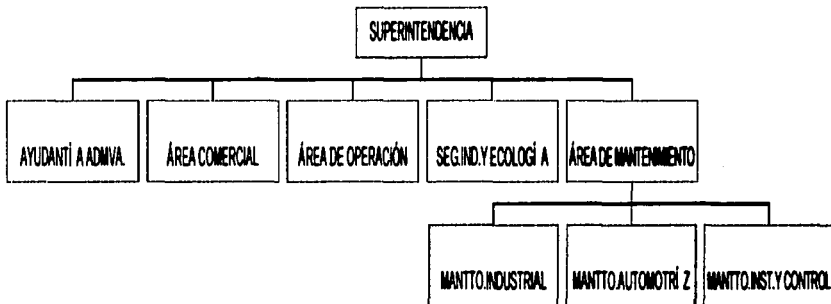 SUPERINTENDENCIA
AYUDANTÍ A ADMVA.
ÁREA COMERCIAL
ÁREA DE OPERACIÓN
SEG.IND.Y ECOLOGÍ A
ÁREA DE MANTENIMIENTO
MANTTO.INDUSTRIAL
MANTTO.AUTOMOTRÍ Z
MANTTO.INST.Y CONTROL